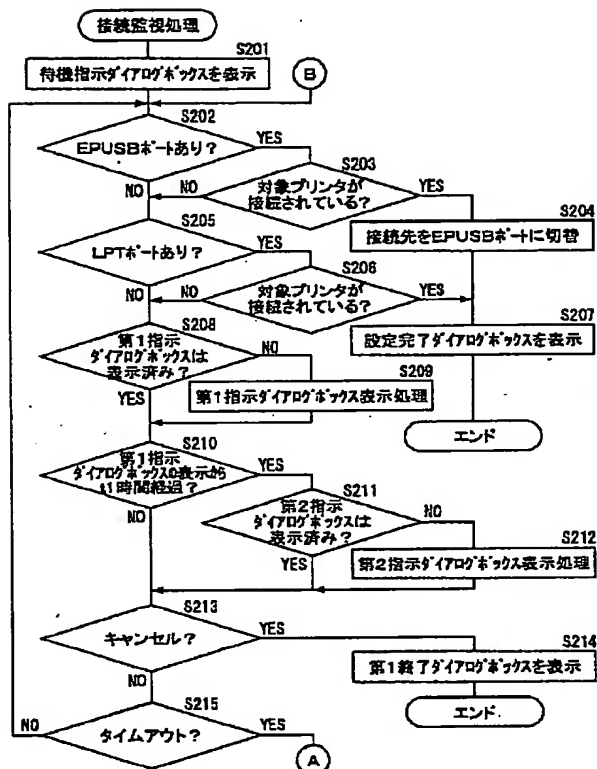 接続監視処理
S201
待機指示ダイアログボックスを表示
B
S202
EPUSBポートあり?
YES
NO
S203
対象プリンタが
接続されている?
NO
YES
S204
接続先をEPUSBポートに切替
S205
LPTポートあり?
YES
NO
S206
対象プリンタが
接続されている?
NO
YES
S207
設定完了ダイアログを表示
エンド
S208
第1指示
ダイアログボックスは
表示済み?
NO
YES
S209
第1指示ダイアログボックス表示処理
S210
第1指示
ダイアログボックスの表示から
t1時間経過?
YES
NO
S211
第2指示
ダイアログボックスは
表示済み?
NO
YES
S212
第2指示ダイアログボックス表示処理
S213
キャンセル?
YES
NO
S214
第1終了ダイアログボックスを表示
エンド
S215
タイムアウト?
NO
YES
A